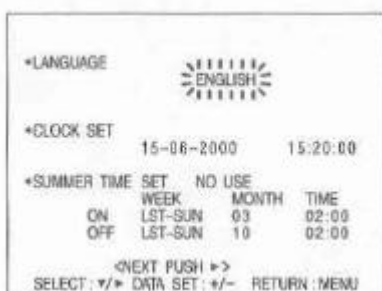 *LANGUAGE
ENGLISH
*CLOCK SET
15-06-2000 15:20:00
*SUMMER TIME SET NO USE
WEEK MONTH TIME
ON LST-SUN 03 02:00
OFF LST-SUN 10 02:00
<NEXT PUSH ►>
SELECT : ▼/► DATA SET : +/- RETURN : MENU